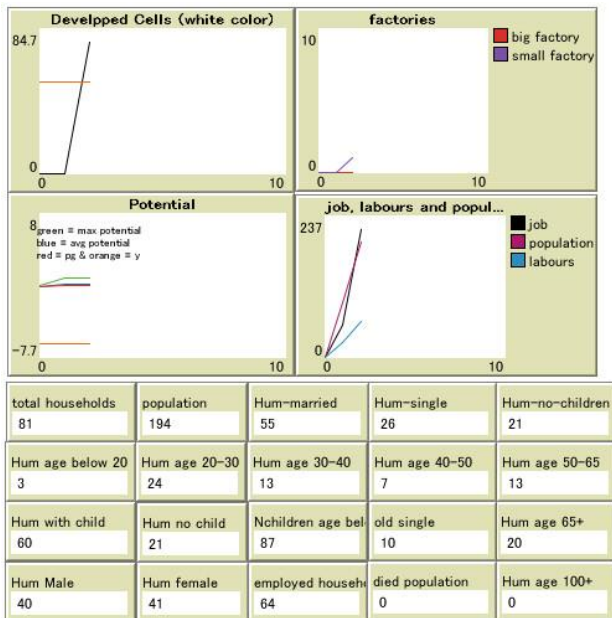 Develpped Cells (white color)
84.7
0
0
10
factories
10
0
0
10
big factory
small factory
Potential
8
green = max potential
blue = avg potential
red = pg & orange = y
-7.7
0
10
job, labours and popul...
237
0
0
10
job
population
labours
total households
81
population
194
Hum-married
55
Hum-single
26
Hum-no-children
21
Hum age below 20
3
Hum age 20-30
24
Hum age 30-40
13
Hum age 40-50
7
Hum age 50-65
13
Hum with child
60
Hum no child
21
Nchildren age bel
87
old single
10
Hum age 65+
20
Hum Male
40
Hum female
41
employed househ
64
died population
0
Hum age 100+
0